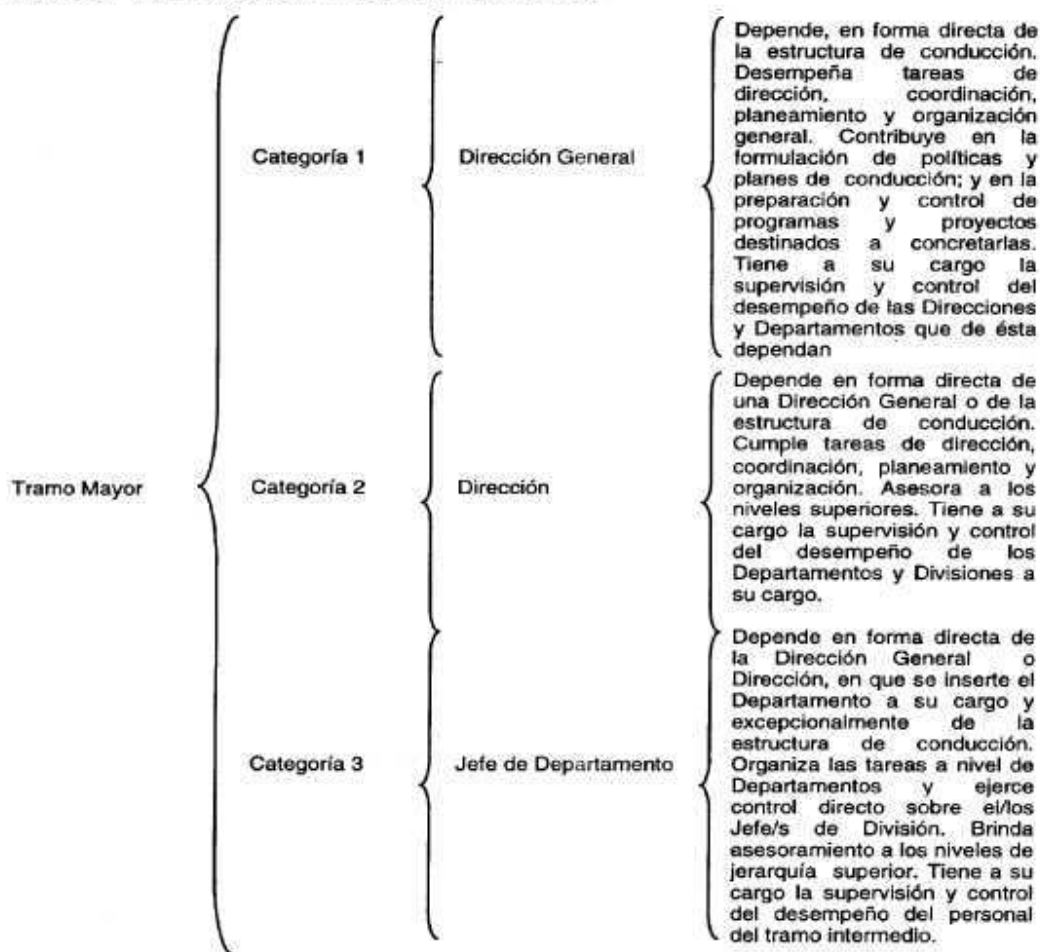 Tramo Mayor
Categoría 1
Dirección General
Depende, en forma directa de
la estructura de conducción.
Desempeña tareas de
dirección, coordinación,
planeamiento y organización
general. Contribuye en la
formulación de políticas y
planes de conducción; y en la
preparación y control de
programas y proyectos
destinados a concretarlas.
Tiene a su cargo la
supervisión y control del
desempeño de las Direcciones
y Departamentos que de ésta
dependan
Categoría 2
Dirección
Depende en forma directa de
una Dirección General o de la
estructura de conducción.
Cumple tareas de dirección,
coordinación, planeamiento y
organización. Asesora a los
niveles superiores. Tiene a su
cargo la supervisión y control
del desempeño de los
Departamentos y Divisiones a
su cargo.
Categoría 3
Jefe de Departamento
Depende en forma directa de
la Dirección General o
Dirección, en que se inserte el
Departamento a su cargo y
excepcionalmente de la
estructura de conducción.
Organiza las tareas a nivel de
Departamentos y ejerce
control directo sobre el/los
Jefe/s de División. Brinda
asesoramiento a los niveles de
jerarquía superior. Tiene a su
cargo la supervisión y control
del desempeño del personal
del tramo intermedio.